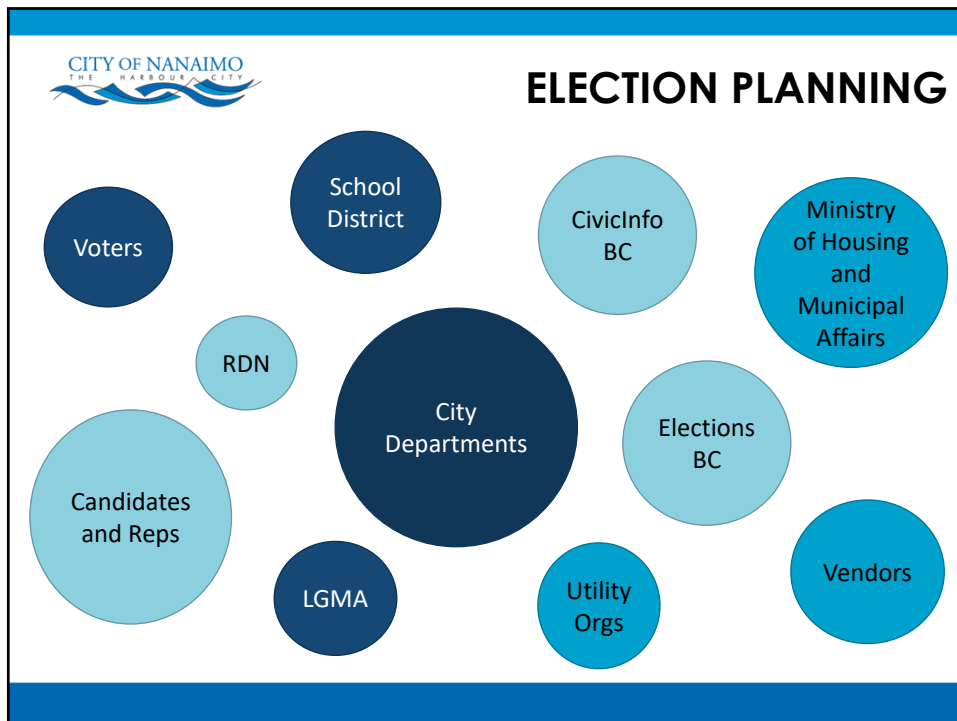 CITY OF NANAIMO
THE HARBOUR CITY
ELECTION PLANNING
Voters
School
District
CivicInfo
BC
Ministry
of Housing
and
Municipal
Affairs
RDN
City
Departments
Elections
BC
Candidates
and Reps
LGMA
Utility
Orgs
Vendors